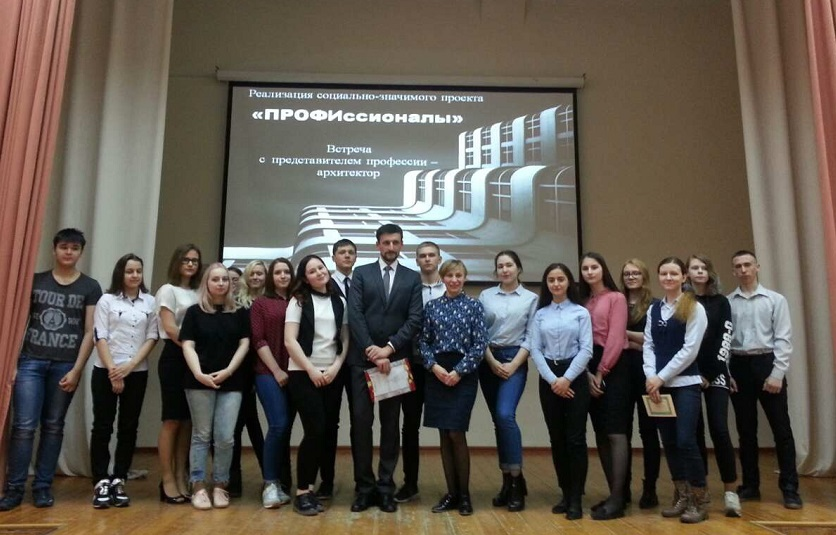 Реализация социально-значимого проекта
«ПРОФИссионалы»
Встреча
с представителем профессии –
архитектор
TOUR DE
FRANCE